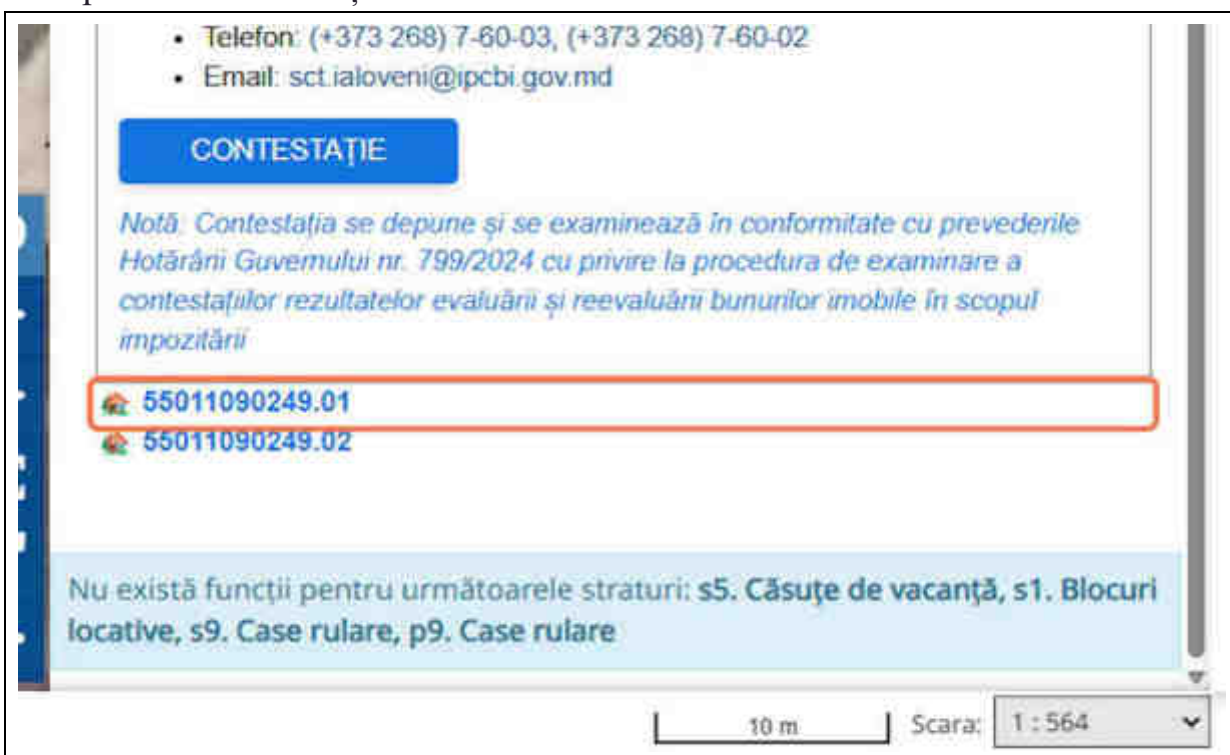 • Telefon: (+373 268) 7-60-03, (+373 268) 7-60-02
• Email: sct.ialoveni@ipcbi.gov.md
CONTESTAȚIE
Notă: Contestația se depune și se examinează în conformitate cu prevederile
Hotărârii Guvernului nr. 799/2024 cu privire la procedura de examinare a
contestațiilor rezultatelor evaluării și reevaluării bunurilor imobile în scopul
impozitării
55011090249.01
55011090249.02
Nu există funcții pentru următoarele straturi: s5. Căsuțe de vacanță, s1. Blocuri
locative, s9. Case rulare, p9. Case rulare
10 m Scara: 1 : 564